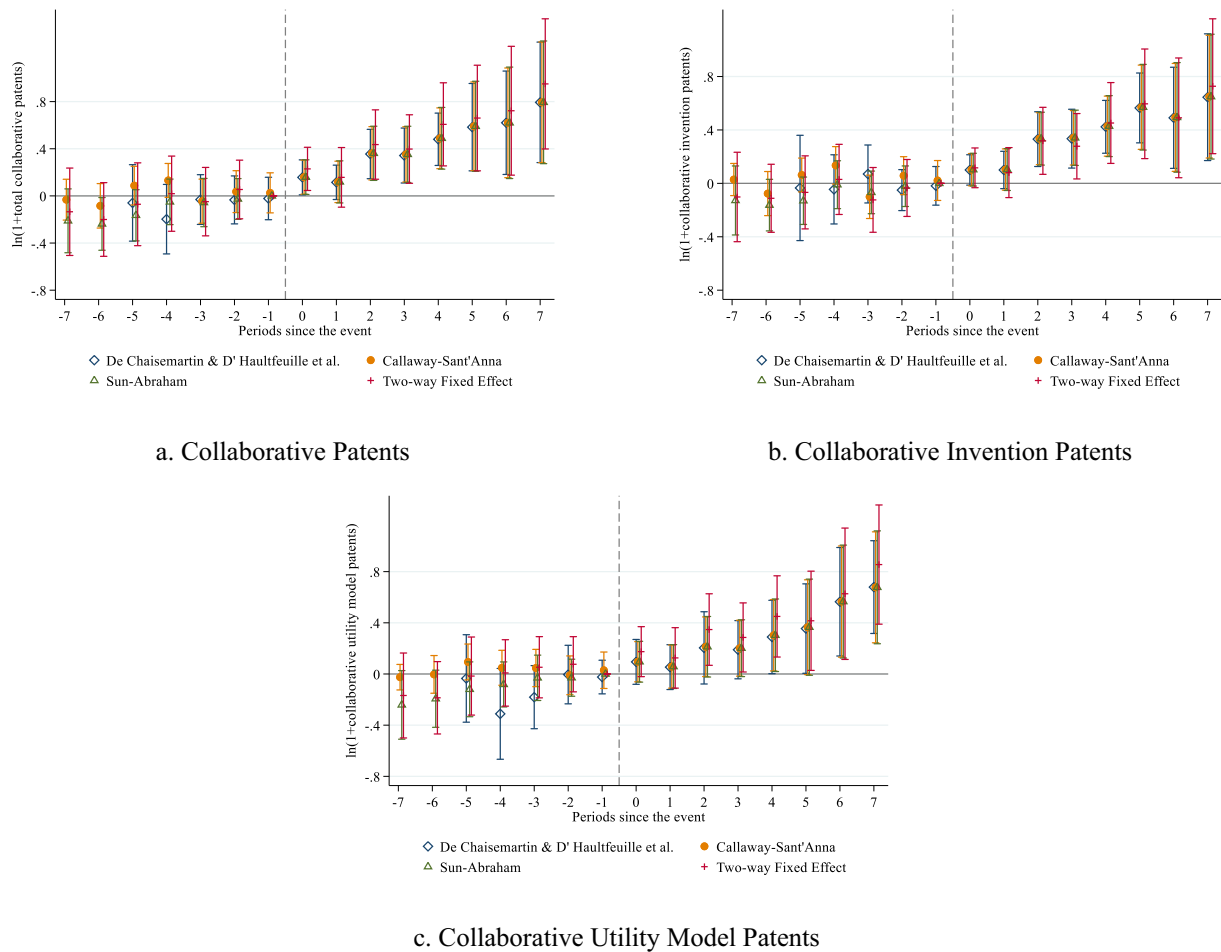 ln(1+total collaborative patents)
.8
.4
0
-.4
-.8
-7 -6 -5 -4 -3 -2 -1 0 1 2 3 4 5 6 7
Periods since the event
De Chaisemartin & D' Haultfeuille et al. Callaway-Sant'Anna
Sun-Abraham Two-way Fixed Effect
a. Collaborative Patents
ln(1+collaborative invention patents)
.8
.4
0
-.4
-.8
-7 -6 -5 -4 -3 -2 -1 0 1 2 3 4 5 6 7
Periods since the event
De Chaisemartin & D' Haultfeuille et al. Callaway-Sant'Anna
Sun-Abraham Two-way Fixed Effect
b. Collaborative Invention Patents
ln(1+collaborative utility model patents)
.8
.4
0
-.4
-.8
-7 -6 -5 -4 -3 -2 -1 0 1 2 3 4 5 6 7
Periods since the event
De Chaisemartin & D' Haultfeuille et al. Callaway-Sant'Anna
Sun-Abraham Two-way Fixed Effect
c. Collaborative Utility Model Patents